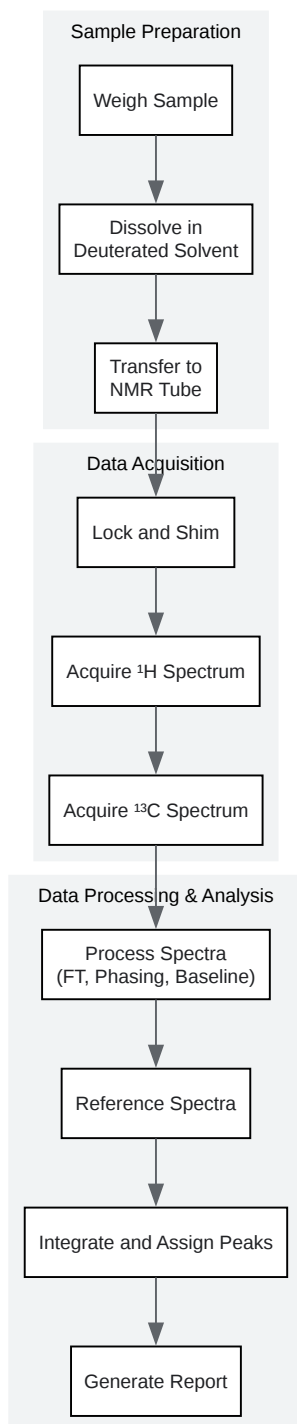 Sample Preparation
Weigh Sample
Dissolve in
Deuterated Solvent
Transfer to
NMR Tube
Data Acquisition
Lock and Shim
Acquire ¹H Spectrum
Acquire ¹³C Spectrum
Data Processing & Analysis
Process Spectra
(FT, Phasing, Baseline)
Reference Spectra
Integrate and Assign Peaks
Generate Report